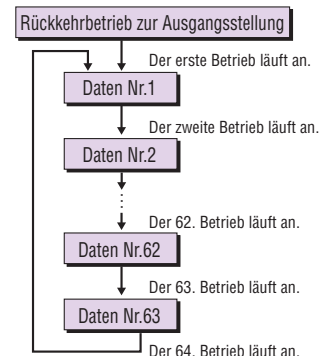 Rückkehrbetrieb zur Ausgangsstellung
Der erste Betrieb läuft an.
Daten Nr.1
Der zweite Betrieb läuft an.
Daten Nr.2
Der 62. Betrieb läuft an.
Daten Nr.62
Der 63. Betrieb läuft an.
Daten Nr.63
Der 64. Betrieb läuft an.